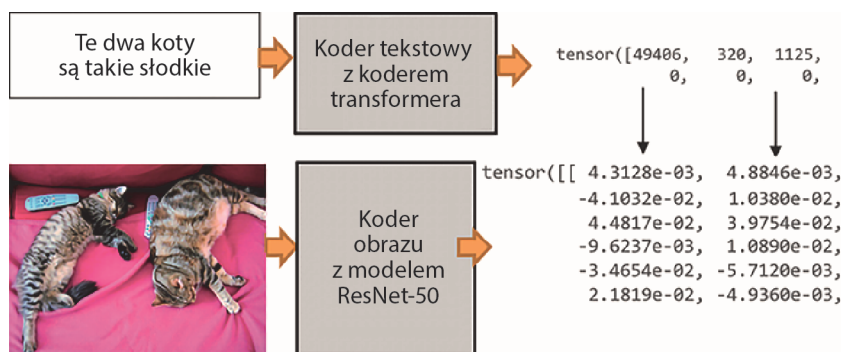 Te dwa koty
są takie słodkie
Koder tekstowy
z koderem
transformera
tensor([49406, 320, 1125,
0, 0, 0,
Koder
obrazu
z modelem
ResNet-50
tensor([[ 4.3128e-03, 4.8846e-03,
-4.1032e-02, 1.0380e-02,
4.4817e-02, 3.9754e-02,
-9.6237e-03, 1.0890e-02,
-3.4654e-02, -5.7120e-03,
2.1819e-02, -4.9360e-03,